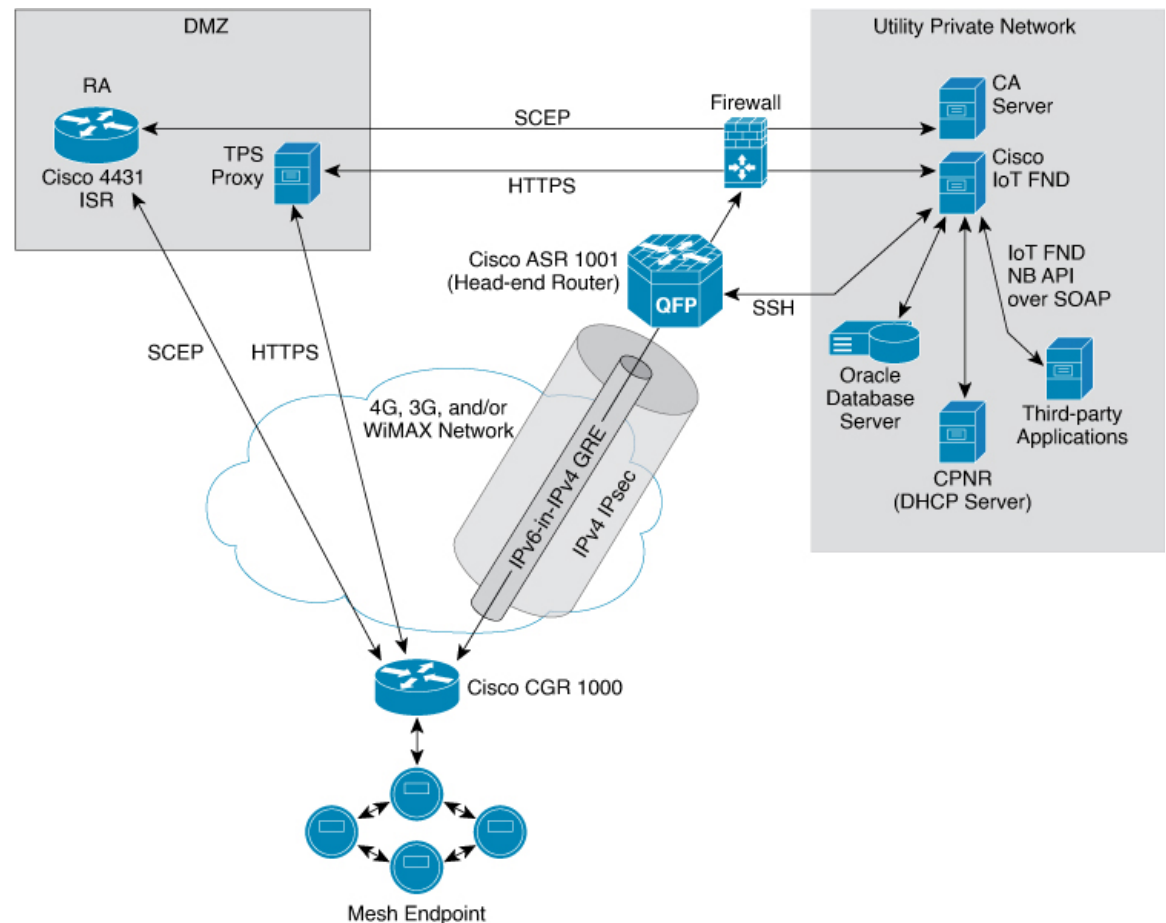 DMZ
Utility Private Network
RA
Cisco 4431
ISR
TPS
Proxy
SCEP
HTTPS
Firewall
CA
Server
Cisco
IoT FND
Cisco ASR 1001
(Head-end Router)
QFP
SSH
IoT FND
NB API
over SOAP
Oracle
Database
Server
Third-party
Applications
CPNR
(DHCP Server)
SCEP
HTTPS
4G, 3G, and/or
WiMAX Network
IPv6-in-IPv4 GRE
IPv4 IPsec
Cisco CGR 1000
Mesh Endpoint